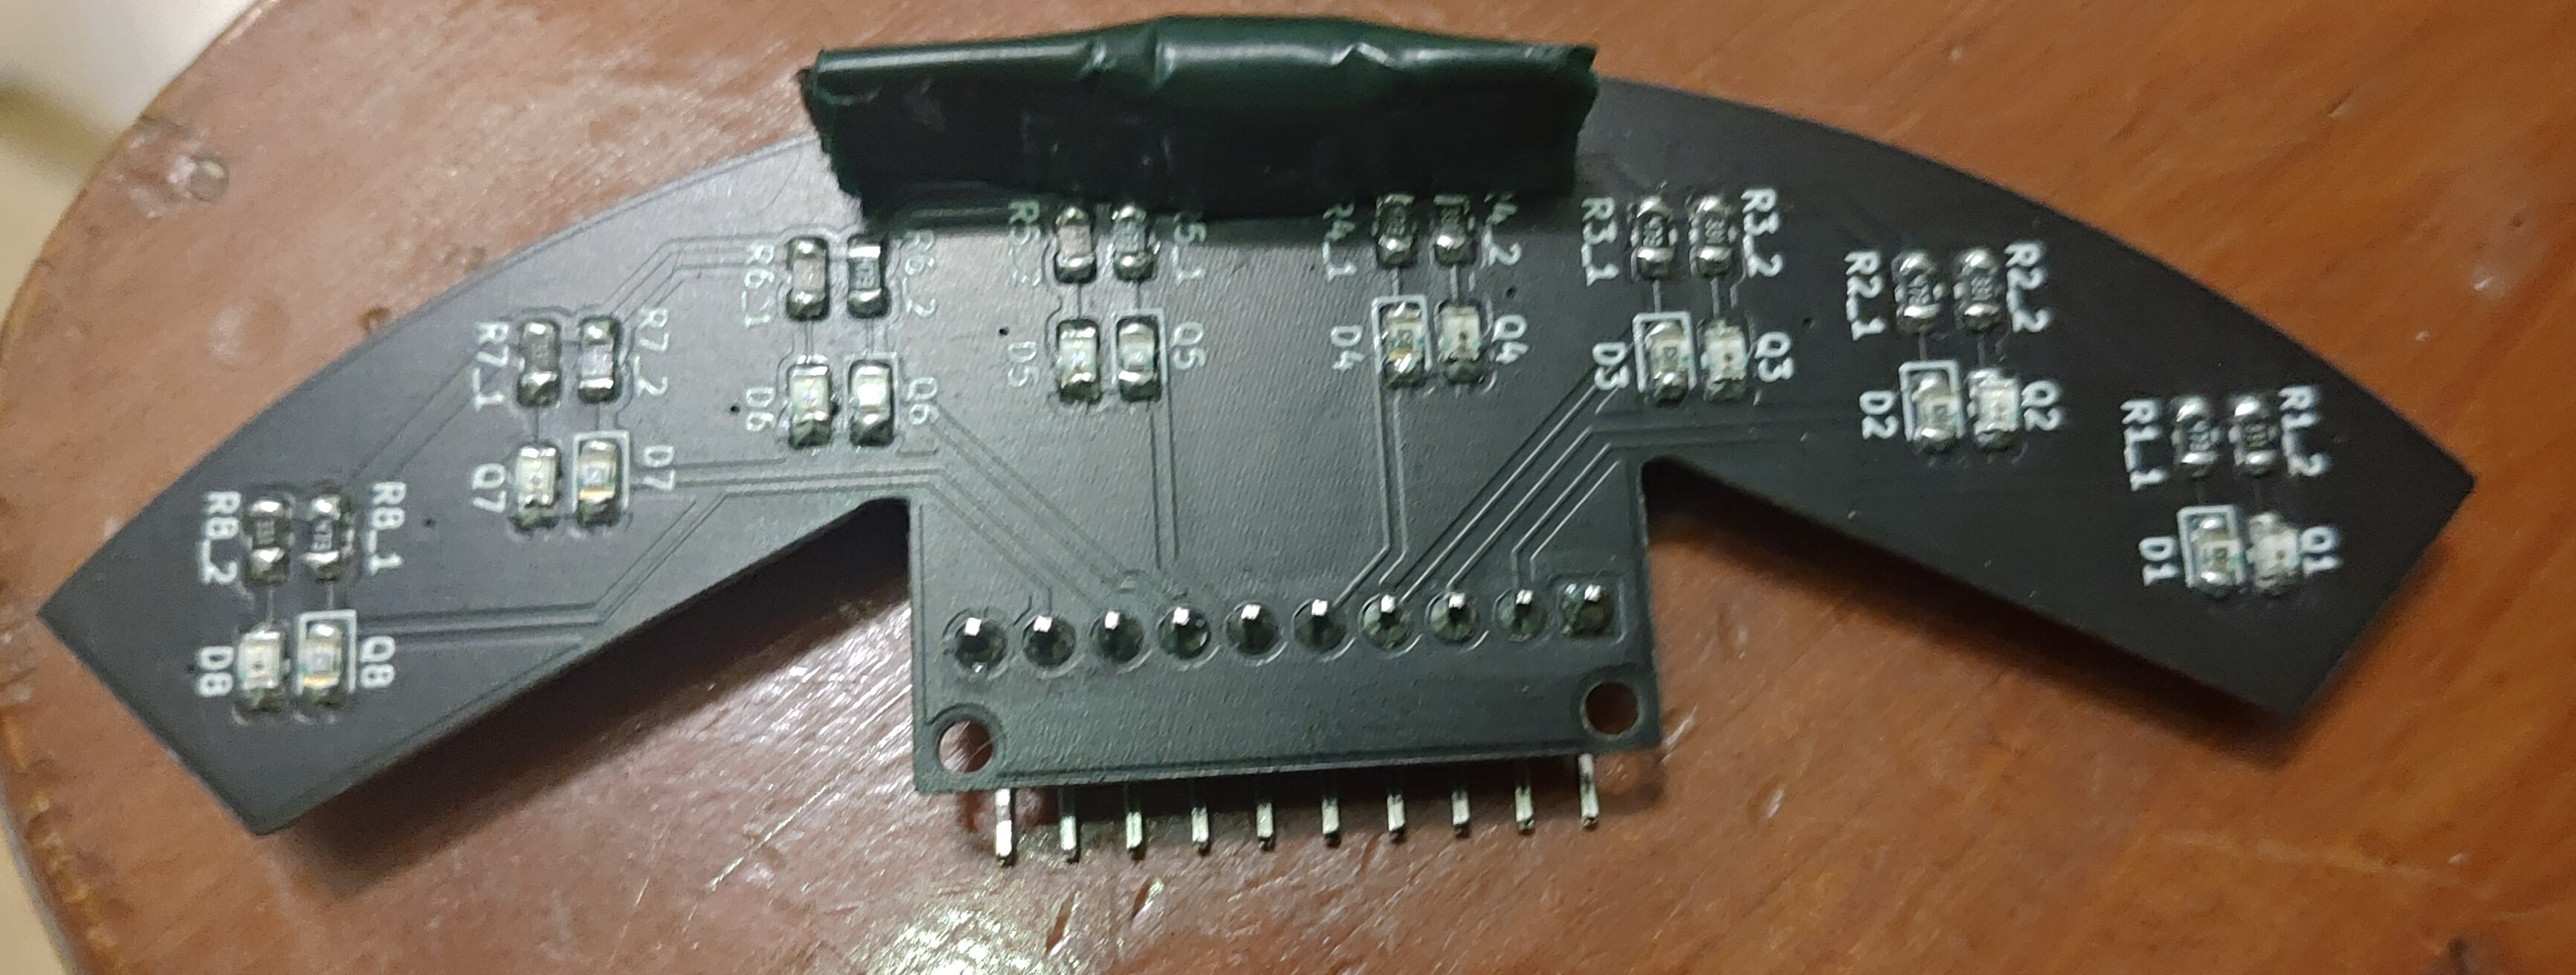 R5_2
R5_1
R4_1
R4_2
R3_1
R3_2
R6_1
R6_2
R2_1
R2_2
R7_1
R7_2
D5
Q5
D4
Q4
D3
Q3
D6
Q6
D2
Q2
R1_1
R1_2
Q7
D7
R8_2
R8_1
D1
Q1
D8
Q8